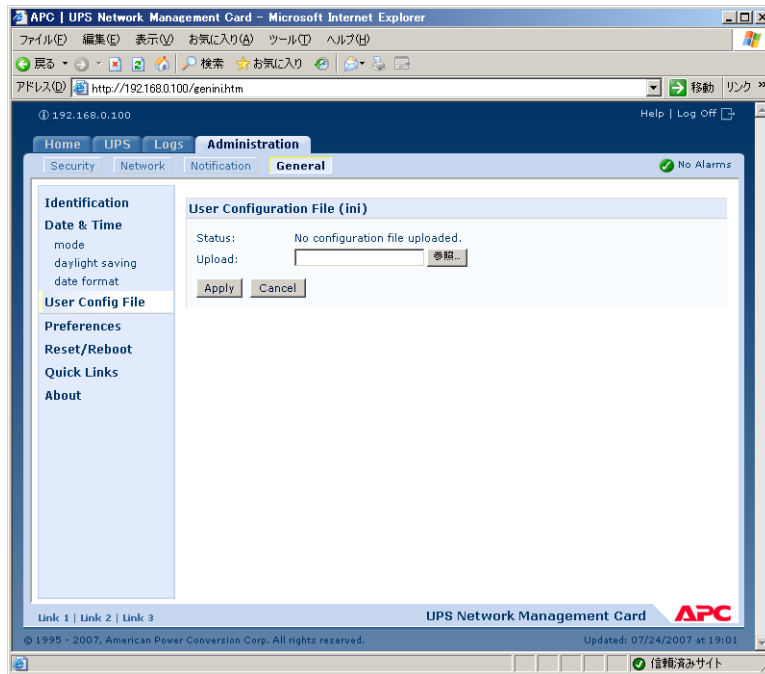 APC | UPS Network Management Card - Microsoft Internet Explorer
ファイル(F) 編集(E) 表示(V) お気に入り(A) ツール(T) ヘルプ(H)
戻る 検索 お気に入り
アドレス(D) http://192.168.0.100/genini.htm 移動 リンク »
192.168.0.100 Help | Log Off
Home UPS Logs Administration
Security Network Notification General No Alarms
Identification
Date & Time
mode
daylight saving
date format
User Config File
Preferences
Reset/Reboot
Quick Links
About
User Configuration File (ini)
Status: No configuration file uploaded.
Upload: 参照...
Apply Cancel
Link 1 | Link 2 | Link 3 UPS Network Management Card APC
© 1995 - 2007, American Power Conversion Corp. All rights reserved. Updated: 07/24/2007 at 19:01
信頼済みサイト